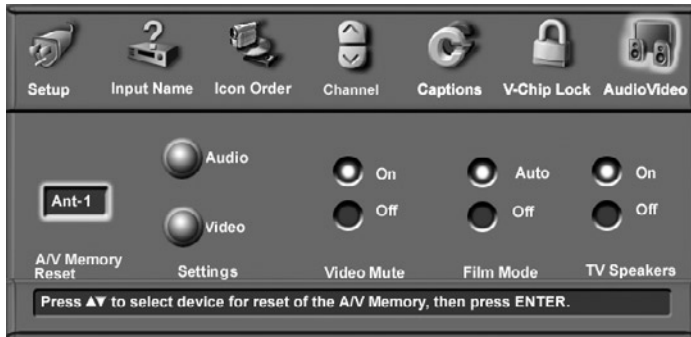 Setup
Input Name
Icon Order
Channel
Captions
V-Chip Lock
AudioVideo
Ant-1
A/V Memory
Reset
Audio
Video
Settings
On
Off
Video Mute
Auto
Off
Film Mode
On
Off
TV Speakers
Press ▲▼ to select device for reset of the A/V Memory, then press ENTER.